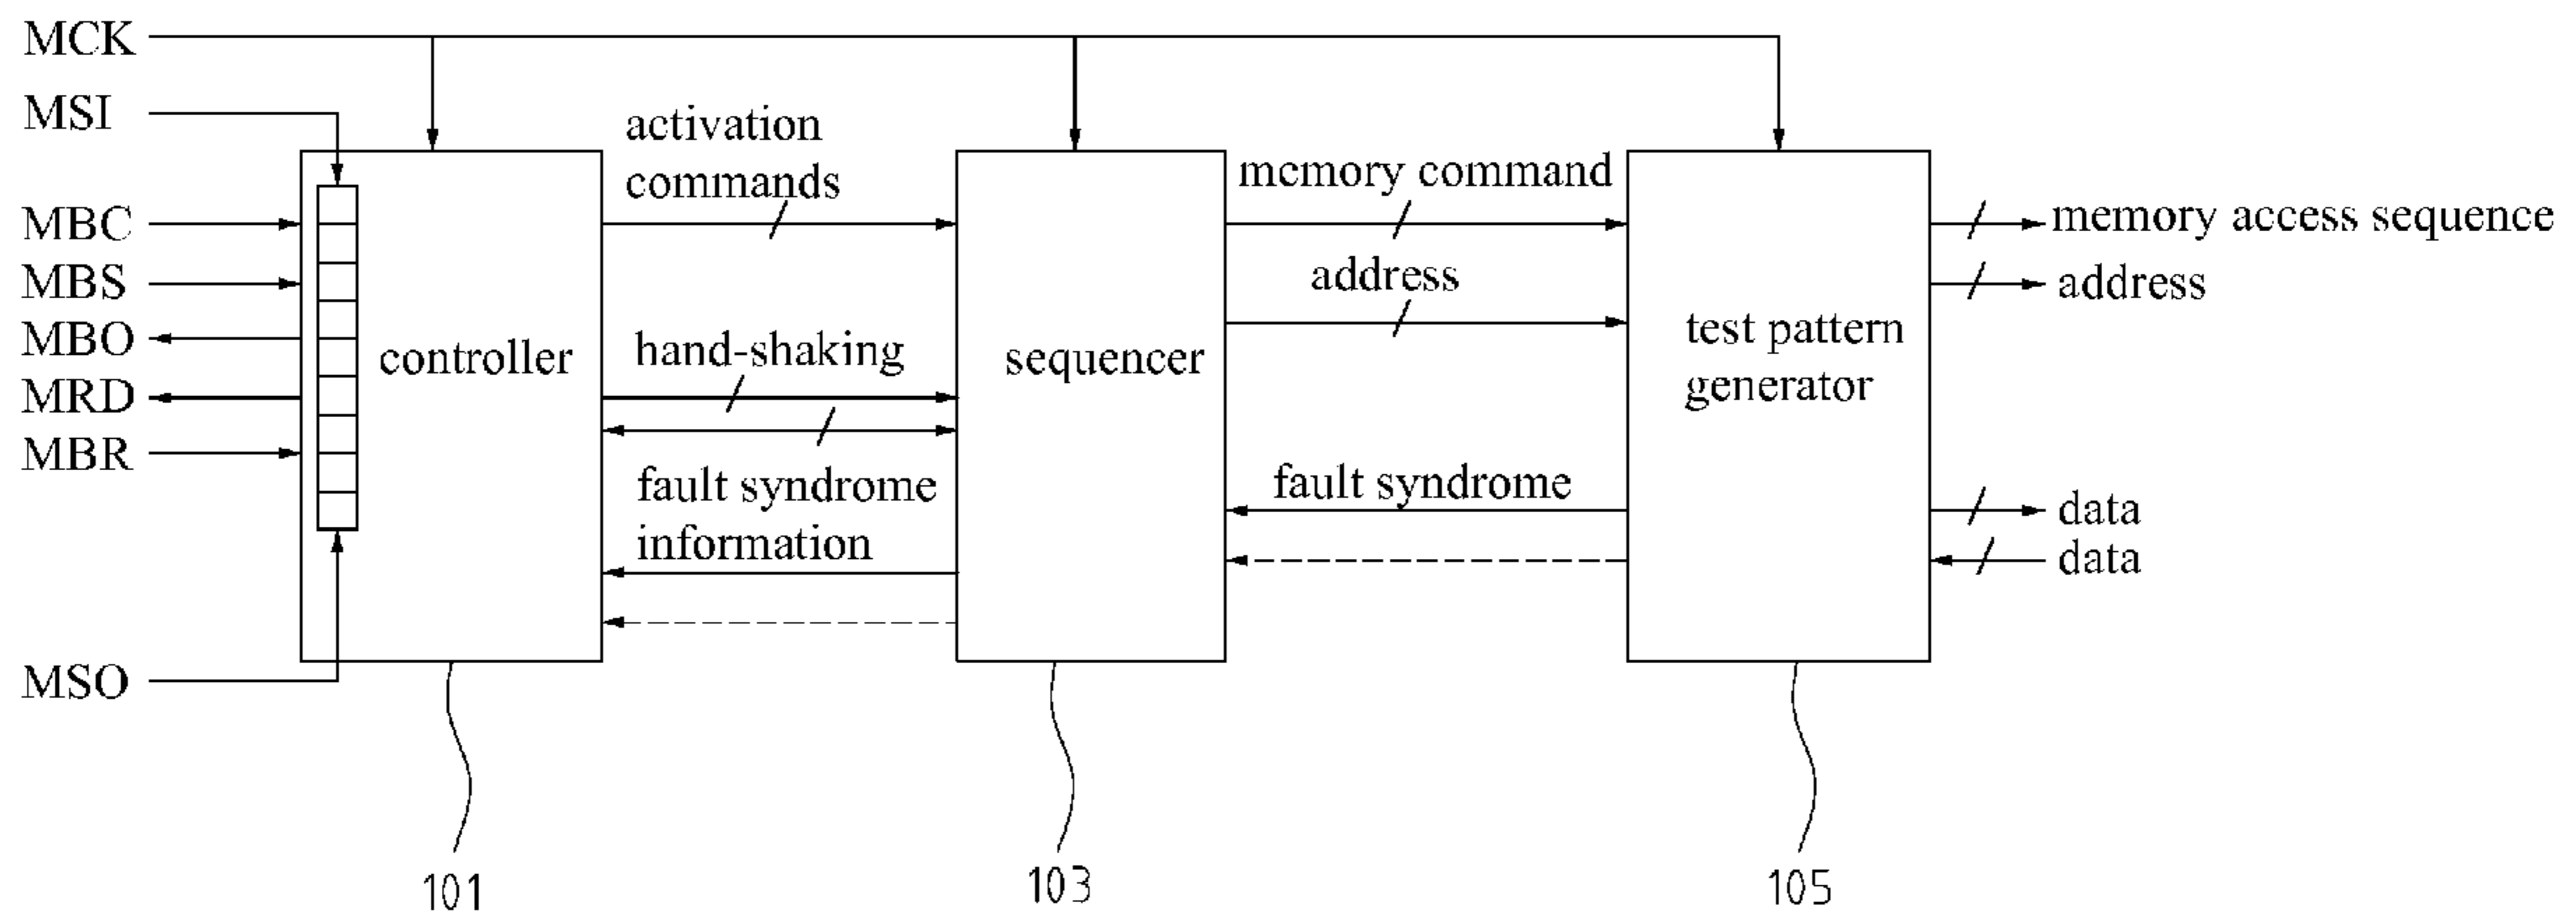 MCK
MSI
MBC
MBS
MBO
MRD
MBR
MSO
controller
activation
commands
hand-shaking
fault syndrome
information
sequencer
memory command
address
fault syndrome
test pattern
generator
memory access sequence
address
data
data
101
103
105